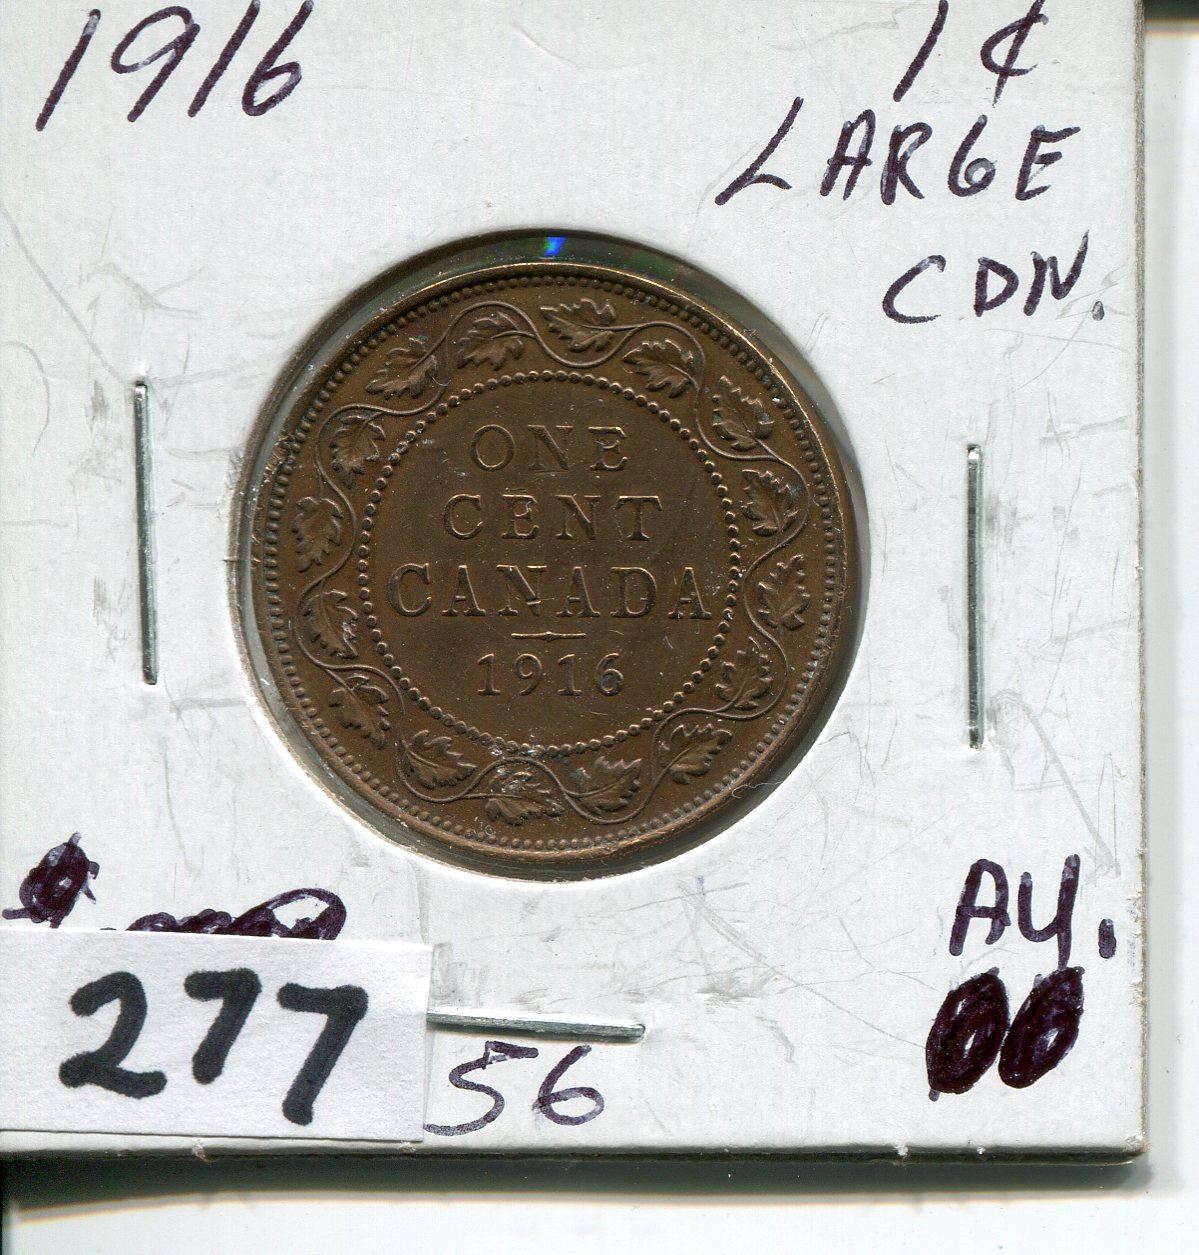 1916
1¢
LARGE
CDN.
ONE
CENT
CANADA
1916
AU.
277
56